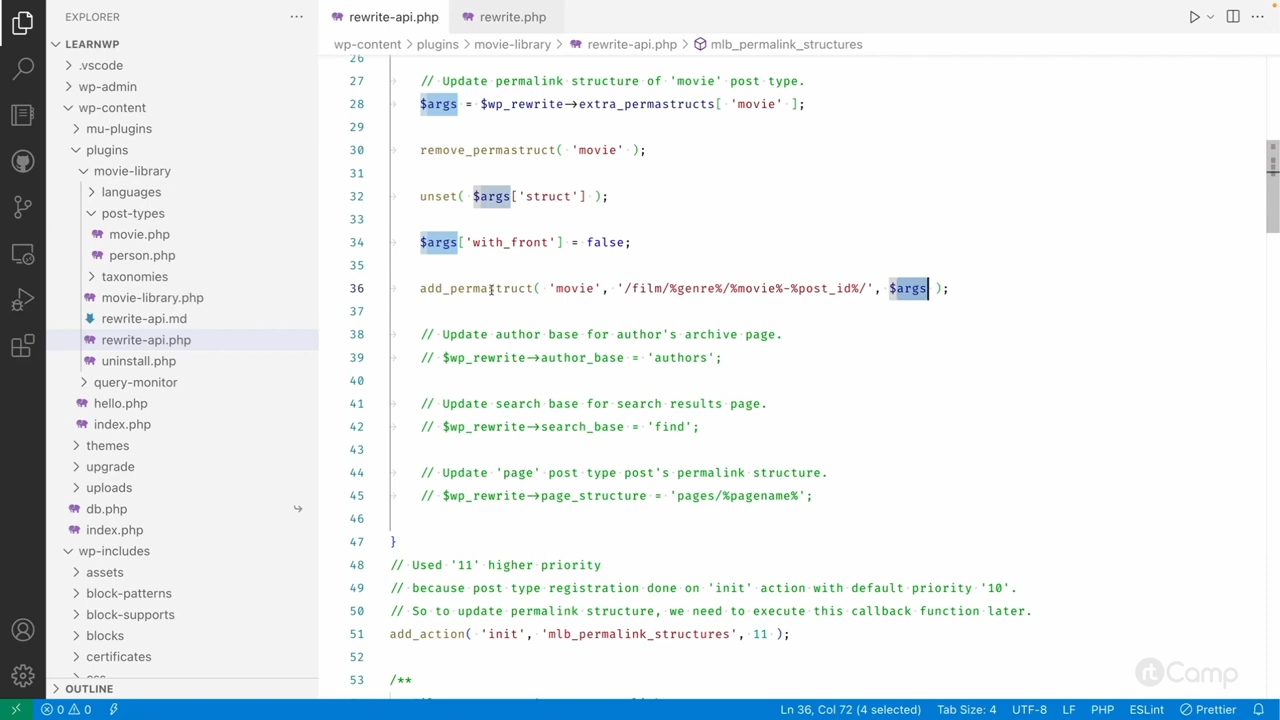 EXPLORER
rewrite-api.php
rewrite.php
LEARNWP
wp-content > plugins > movie-library > rewrite-api.php > mlb_permalink_structures
.vscode
wp-admin
wp-content
mu-plugins
plugins
movie-library
languages
post-types
movie.php
person.php
taxonomies
movie-library.php
rewrite-api.md
rewrite-api.php
uninstall.php
query-monitor
hello.php
index.php
themes
upgrade
uploads
db.php
index.php
wp-includes
assets
block-patterns
block-supports
blocks
certificates
OUTLINE
26
27 // Update permalink structure of 'movie' post type.
28 $args = $wp_rewrite->extra_permastructs[ 'movie' ];
29
30 remove_permastruct( 'movie' );
31
32 unset( $args['struct'] );
33
34 $args['with_front'] = false;
35
36 add_permastruct( 'movie', '/film/%genre%/%movie%-%post_id%/', $args );
37
38 // Update author base for author's archive page.
39 // $wp_rewrite->author_base = 'authors';
40
41 // Update search base for search results page.
42 // $wp_rewrite->search_base = 'find';
43
44 // Update 'page' post type post's permalink structure.
45 // $wp_rewrite->page_structure = 'pages/%pagename%';
46
47 }
48 // Used '11' higher priority
49 // because post type registration done on 'init' action with default priority '10'.
50 // So to update permalink structure, we need to execute this callback function later.
51 add_action( 'init', 'mlb_permalink_structures', 11 );
52
53 /**
rtCamp
0 0
Ln 36, Col 72 (4 selected) Tab Size: 4 UTF-8 LF PHP ESLint Prettier